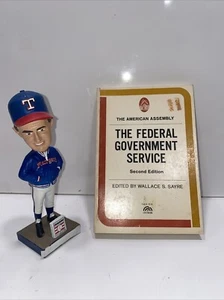 T
THE AMERICAN ASSEMBLY
THE FEDERAL
GOVERNMENT
SERVICE
Second Edition
EDITED BY WALLACE S. SAYRE